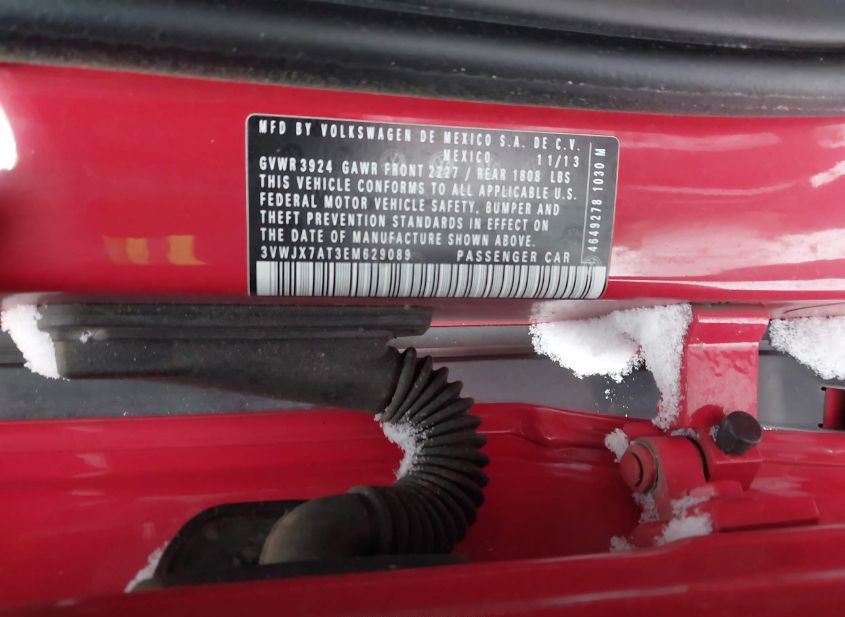 MFD BY VOLKSWAGEN DE MEXICO S.A. DE C.V.
MEXICO 11/13
GVWR 3924 GAWR FRONT 2227 / REAR 1808 LBS
THIS VEHICLE CONFORMS TO ALL APPLICABLE U.S.
FEDERAL MOTOR VEHICLE SAFETY, BUMPER AND
THEFT PREVENTION STANDARDS IN EFFECT ON
THE DATE OF MANUFACTURE SHOWN ABOVE.
3VWJX7AT3EM629089 PASSENGER CAR
4649278 1030 M